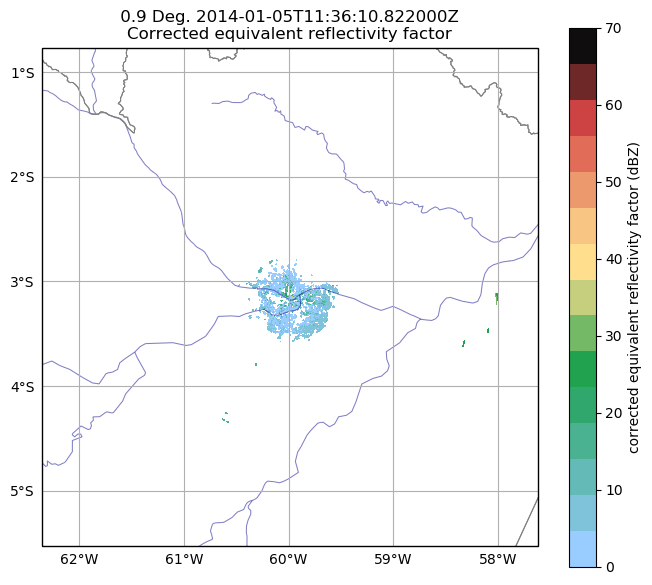 0.9 Deg. 2014-01-05T11:36:10.822000Z
Corrected equivalent reflectivity factor
1°S
2°S
3°S
4°S
5°S
62°W
61°W
60°W
59°W
58°W
70
60
50
40
30
20
10
0
corrected equivalent reflectivity factor (dBZ)